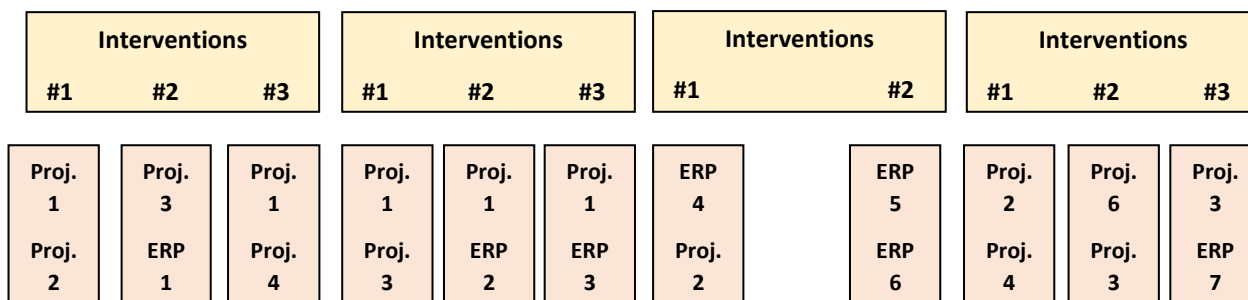 Interventions Interventions Interventions Interventions
#1 #2 #3 #1 #2 #3 #1 #2 #1 #2 #3
Proj. Proj. Proj. Proj. Proj. Proj. ERP ERP Proj. Proj. Proj.
1 3 1 1 1 1 4 5 2 6 3
Proj. ERP Proj. Proj. ERP ERP Proj. ERP Proj. Proj. ERP
2 1 4 3 2 3 2 6 4 3 7